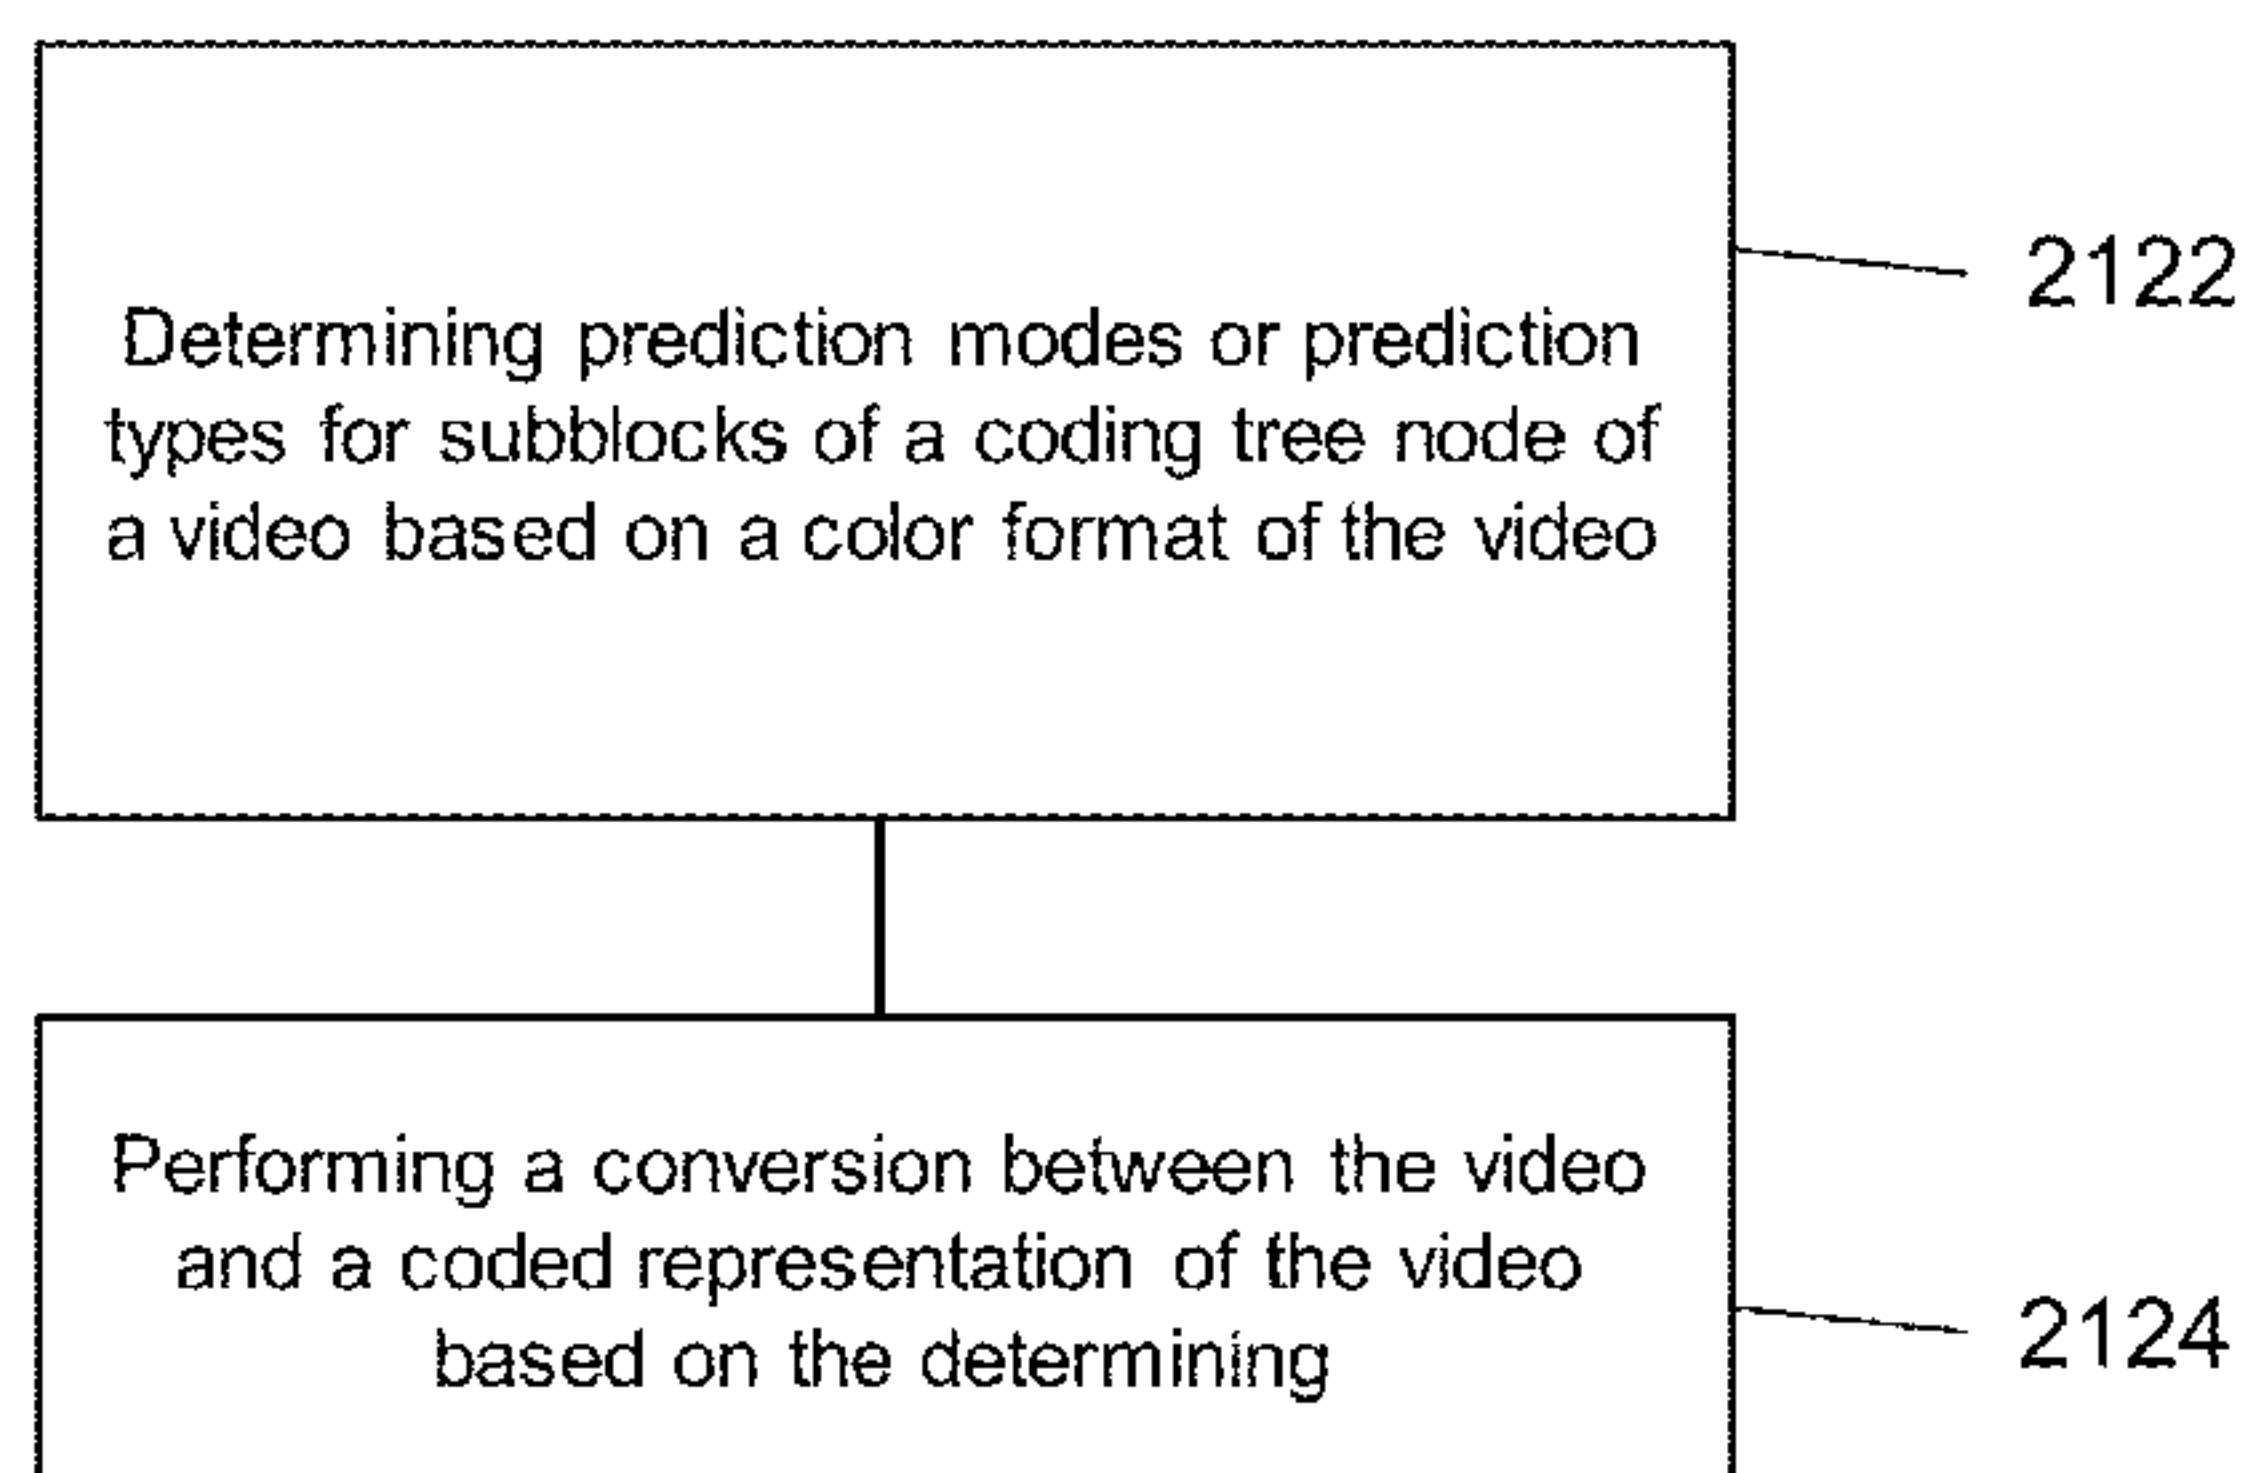 2122
Determining prediction modes or prediction
types for subblocks of a coding tree node of
a video based on a color format of the video
Performing a conversion between the video
and a coded representation of the video
based on the determining
2124